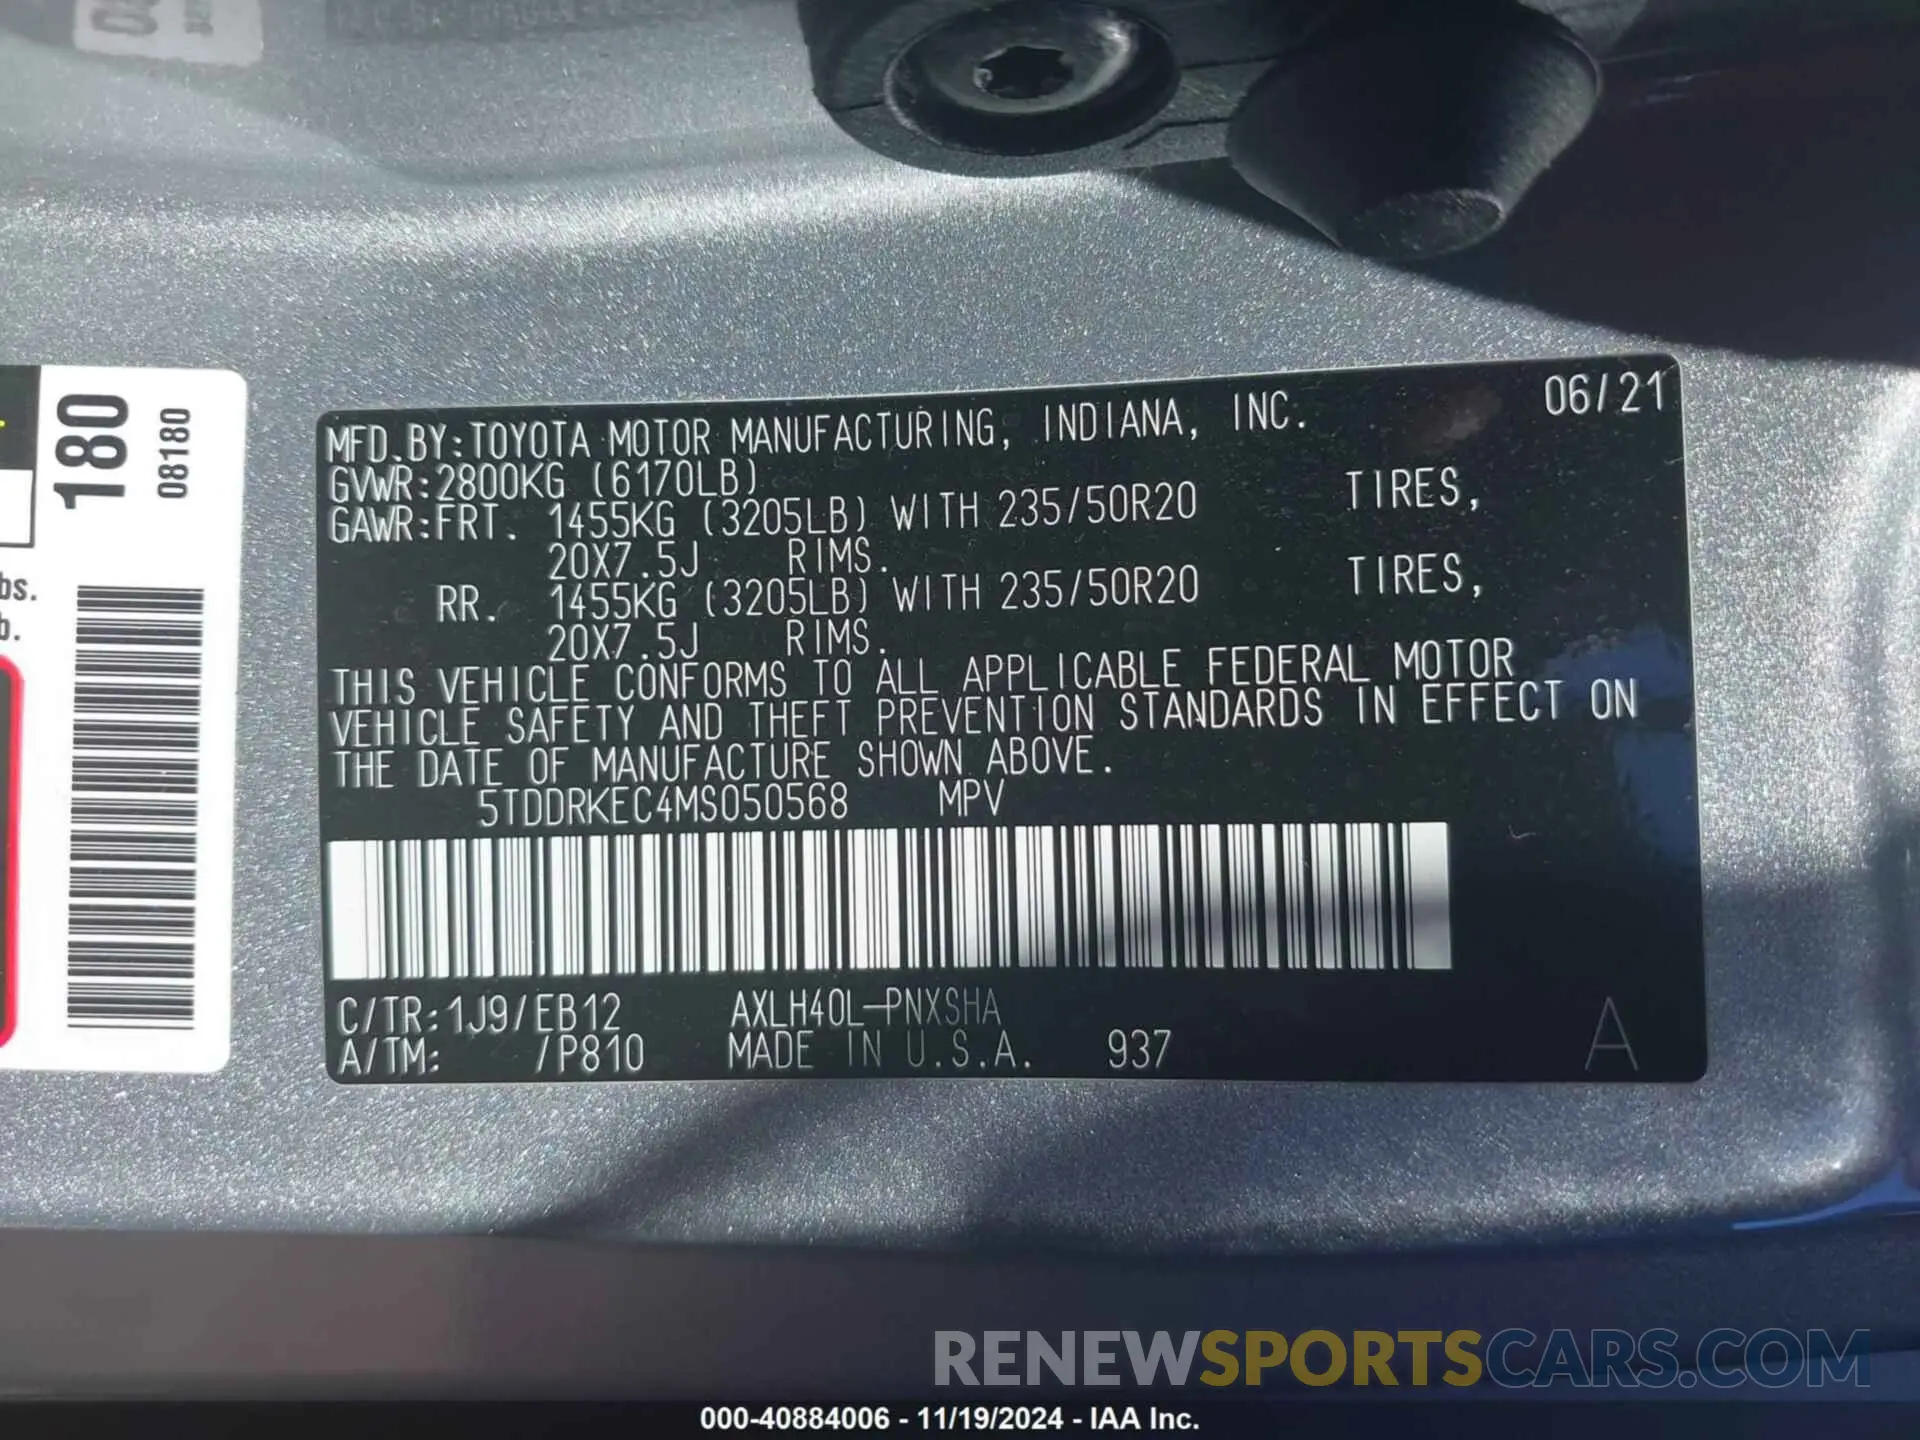 180
08180
bs.
b.
06/21
MFD.BY:TOYOTA MOTOR MANUFACTURING, INDIANA, INC.
GVWR:2800KG (6170LB)
GAWR:FRT. 1455KG (3205LB) WITH 235/50R20 TIRES,
20X7.5J RIMS.
RR. 1455KG (3205LB) WITH 235/50R20 TIRES,
20X7.5J RIMS.
THIS VEHICLE CONFORMS TO ALL APPLICABLE FEDERAL MOTOR
VEHICLE SAFETY AND THEFT PREVENTION STANDARDS IN EFFECT ON
THE DATE OF MANUFACTURE SHOWN ABOVE.
5TDDRKEC4MS050568 MPV
C/TR:1J9/EB12 AXLH40L-PNXSHA
A/TM: /P810 MADE IN U.S.A. 937 A
RENEWSPORTSCARS.COM
000-40884006 - 11/19/2024 - IAA Inc.